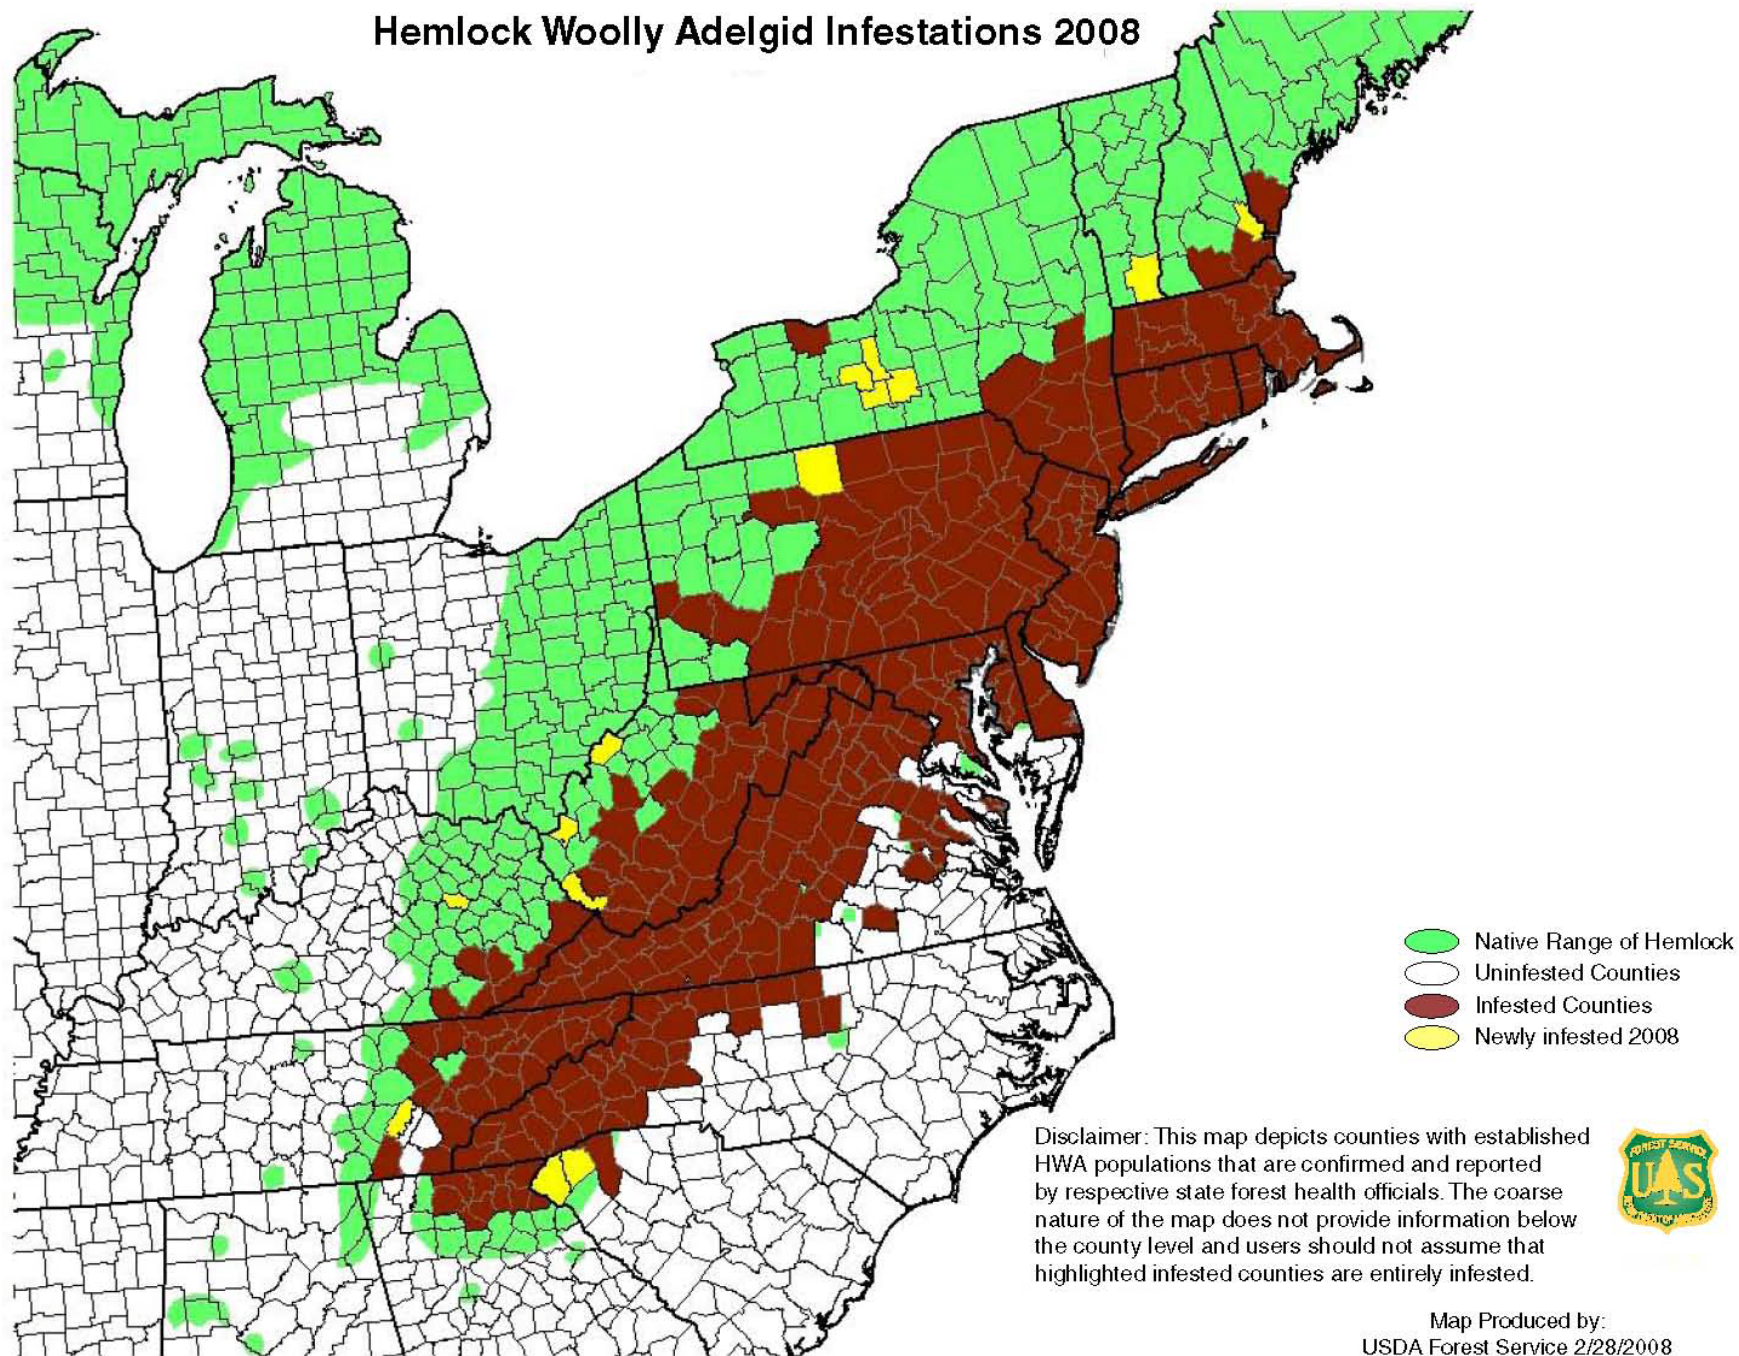 Hemlock Woolly Adelgid Infestations 2008
Native Range of Hemlock
Uninfested Counties
Infested Counties
Newly infested 2008
Disclaimer: This map depicts counties with established
HWA populations that are confirmed and reported
by respective state forest health officials. The coarse
nature of the map does not provide information below
the county level and users should not assume that
highlighted infested counties are entirely infested.
FOREST SERVICE
U S
Map Produced by:
USDA Forest Service 2/28/2008